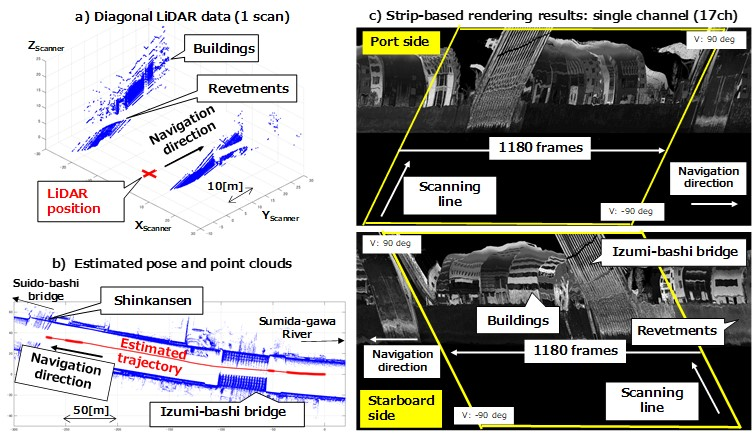 a) Diagonal LiDAR data (1 scan)
Z Scanner
Buildings
Revetments
Navigation
direction
LiDAR
position
10[m]
X Scanner
Y Scanner
b) Estimated pose and point clouds
Suido-bashi
bridge
Shinkansen
Sumida-gawa
River
Estimated
trajectory
Navigation
direction
50[m]
Izumi-bashi bridge
c) Strip-based rendering results: single channel (17ch)
Port side
V: 90 deg
1180 frames
Scanning
line
Navigation
direction
V: -90 deg
V: 90 deg
Izumi-bashi bridge
Buildings
Revetments
Navigation
direction
1180 frames
Scanning
line
Starboard
side
V: -90 deg